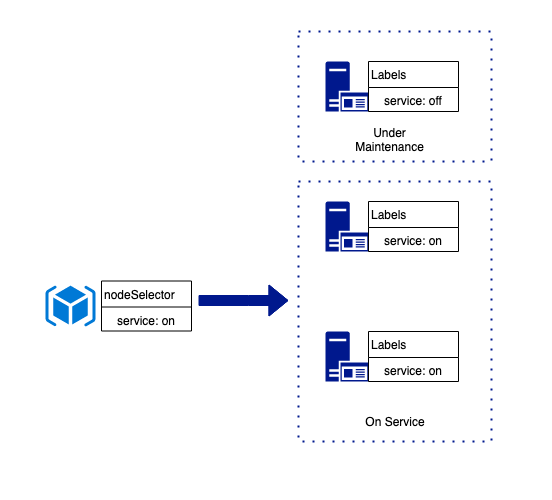 Labels
service: off
Under
Maintenance
Labels
service: on
nodeSelector
service: on
Labels
service: on
On Service